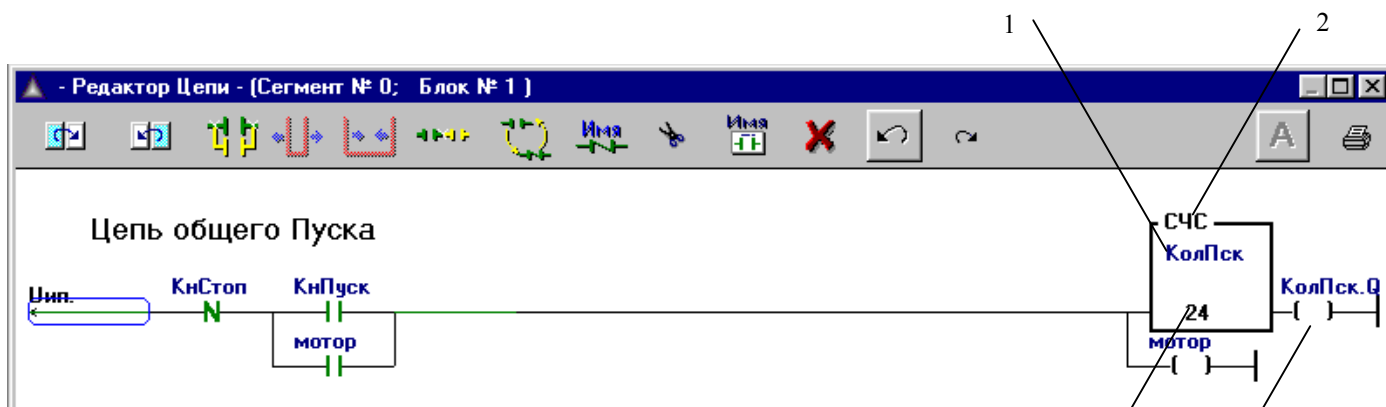 1 2
- Редактор Цепи - (Сегмент № 0; Блок № 1 )
Имя Имя A
Цепь общего Пуска
СЧС
КолПск
Цип. КнСтоп КнПуск КолПск.Q
N 24
мотор мотор